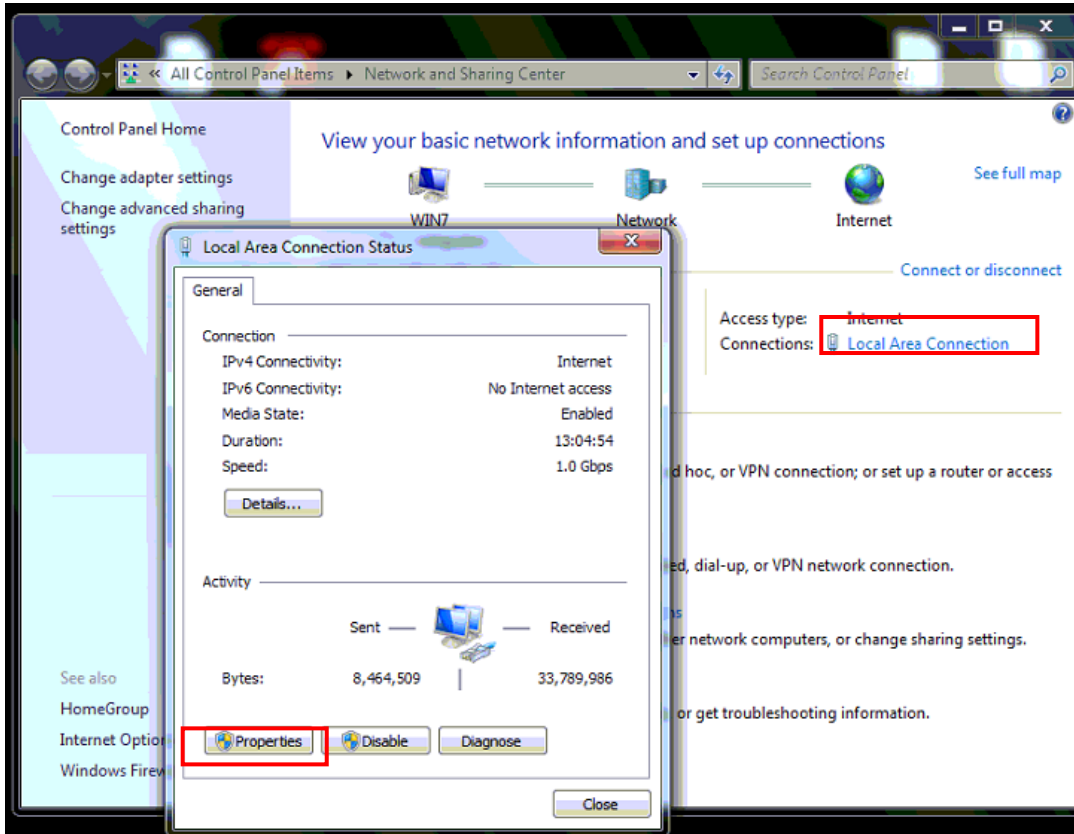 « All Control Panel Items ▸ Network and Sharing Center
Search Control Panel
Control Panel Home
Change adapter settings
Change advanced sharing
settings
See also
HomeGroup
Internet
Windows
View your basic network information and set up connections
See full map
WIN7
Network
Internet
Connect or disconnect
Access type: Internet
Connections: Local Area Connection
d hoc, or VPN connection; or set up a router or access
ed, dial-up, or VPN network connection.
ns
er network computers, or change sharing settings.
or get troubleshooting information.
Local Area Connection Status
X
General
Connection
IPv4 Connectivity: Internet
IPv6 Connectivity: No Internet access
Media State: Enabled
Duration: 13:04:54
Speed: 1.0 Gbps
Details...
Activity
Sent — — Received
Bytes: 8,464,509 | 33,789,986
Properties Disable Diagnose
Close